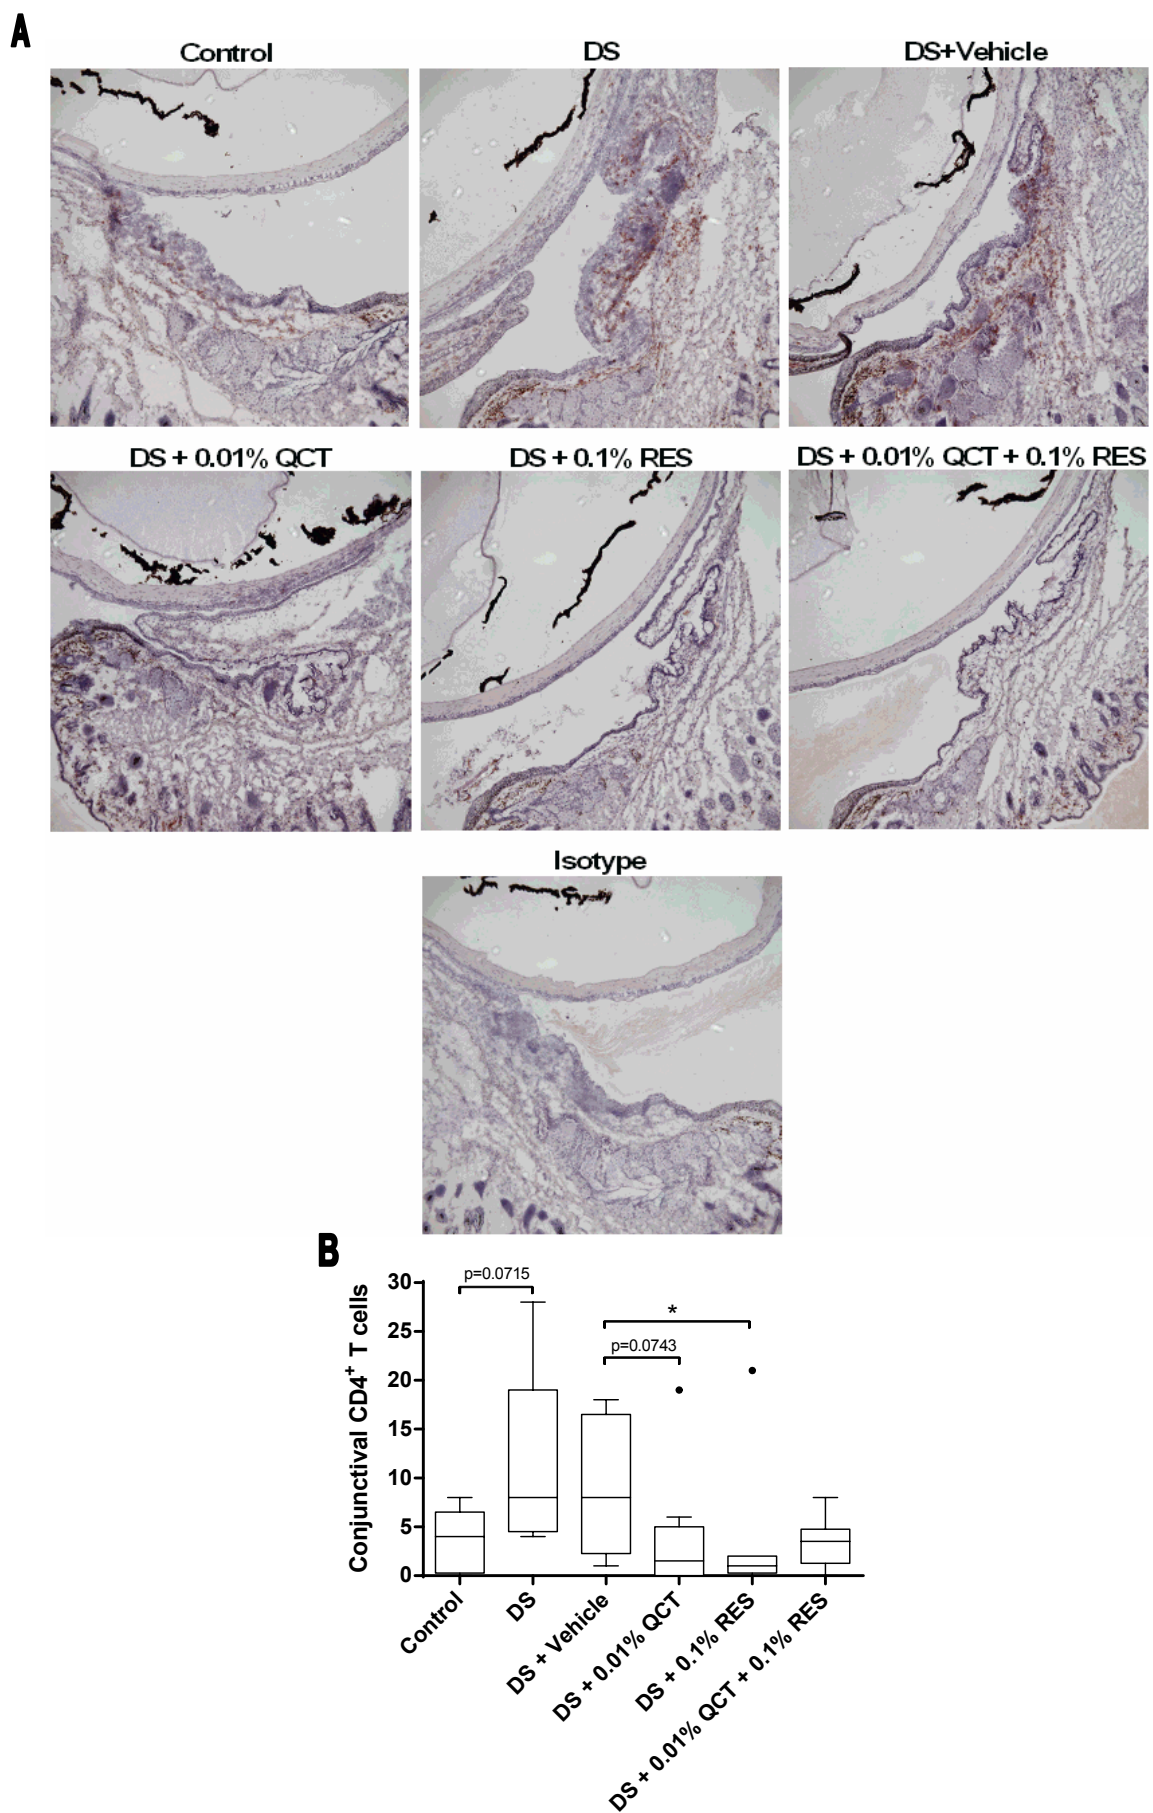 A
Control
DS
DS+Vehicle
DS + 0.01% QCT
DS + 0.1% RES
DS + 0.01% QCT + 0.1% RES
Isotype
B
Conjunctival CD4+ T cells
30
25
20
15
10
5
0
p=0.0715
*
p=0.0743
Control
DS
DS + Vehicle
DS + 0.01% QCT
DS + 0.1% RES
DS + 0.01% QCT + 0.1% RES